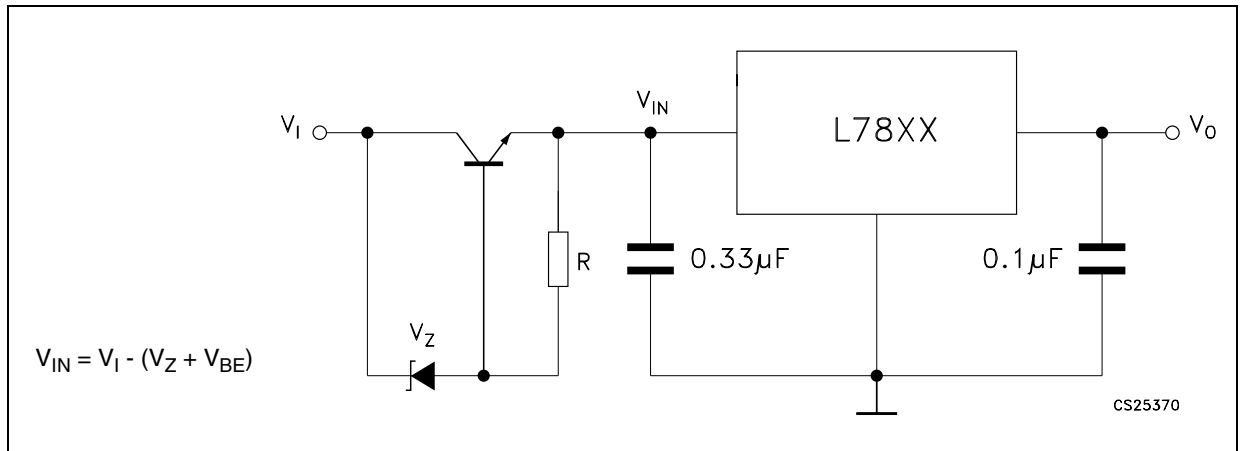 V_IN
V_I
L78XX
V_O
R
0.33µF
0.1µF
V_Z
V_IN = V_I - (V_Z + V_BE)
CS25370